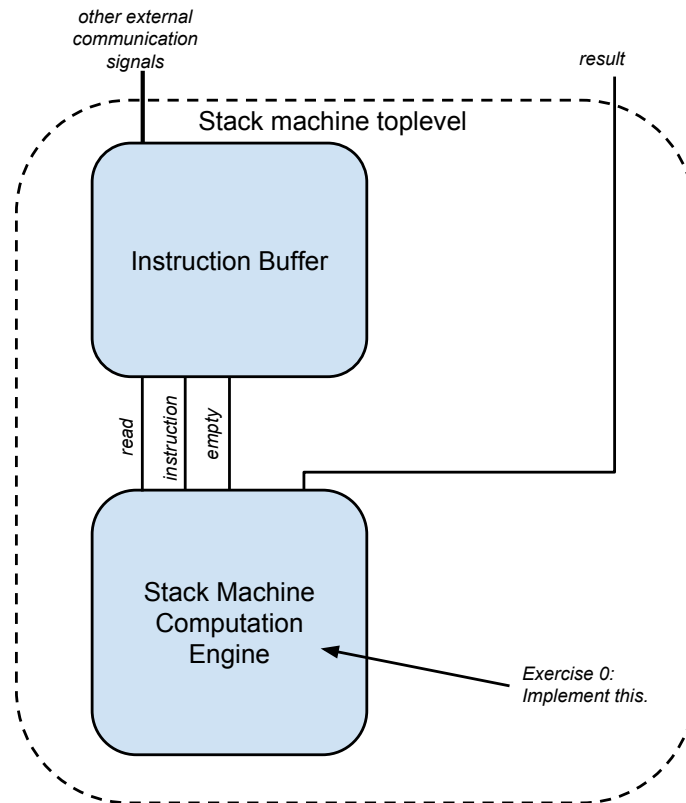 other external
communication
signals
result
Stack machine toplevel
Instruction Buffer
read
instruction
empty
Stack Machine
Computation
Engine
Exercise 0:
Implement this.